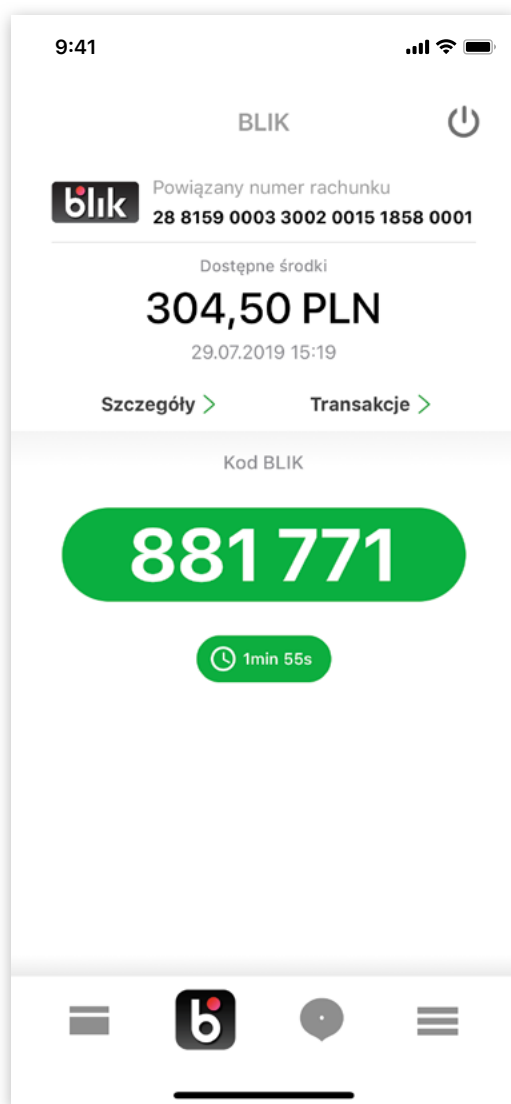 9:41
BLIK
blik
Powiązany numer rachunku
28 8159 0003 3002 0015 1858 0001
Dostępne środki
304,50 PLN
29.07.2019 15:19
Szczegóły
Transakcje
Kod BLIK
881 771
1min 55s
b